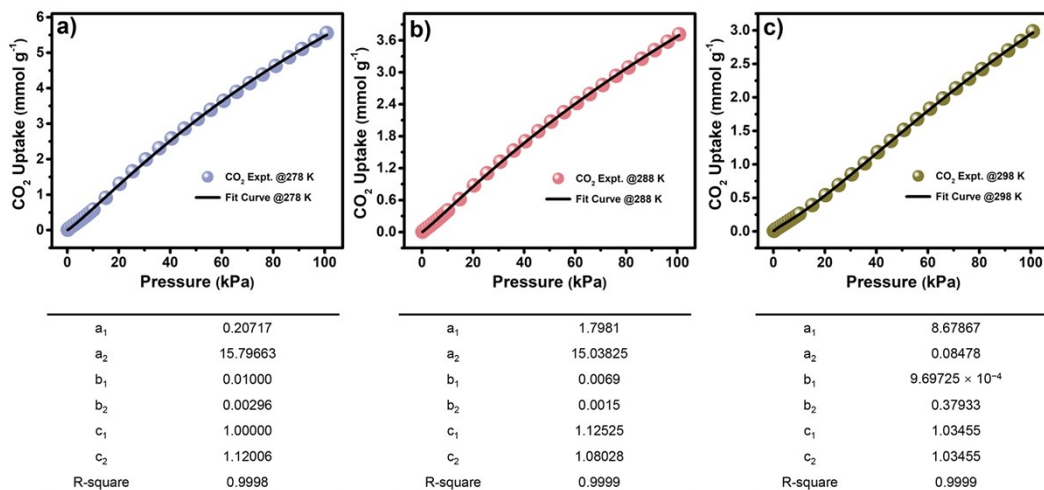 a)
CO₂ Uptake (mmol g⁻¹)
6
5
4
3
2
1
0
CO₂ Expt. @278 K
Fit Curve @278 K
0 20 40 60 80 100
Pressure (kPa)
b)
CO₂ Uptake (mmol g⁻¹)
3.6
3.0
2.4
1.8
1.2
0.6
0.0
CO₂ Expt. @288 K
Fit Curve @288 K
0 20 40 60 80 100
Pressure (kPa)
c)
CO₂ Uptake (mmol g⁻¹)
3.0
2.5
2.0
1.5
1.0
0.5
0.0
CO₂ Expt. @298 K
Fit Curve @298 K
0 20 40 60 80 100
Pressure (kPa)
a₁ 0.20717
a₂ 15.79663
b₁ 0.01000
b₂ 0.00296
c₁ 1.00000
c₂ 1.12006
R-square 0.9998
a₁ 1.7981
a₂ 15.03825
b₁ 0.0069
b₂ 0.0015
c₁ 1.12525
c₂ 1.08028
R-square 0.9999
a₁ 8.67867
a₂ 0.08478
b₁ 9.69725 × 10⁻⁴
b₂ 0.37933
c₁ 1.03455
c₂ 1.03455
R-square 0.9999